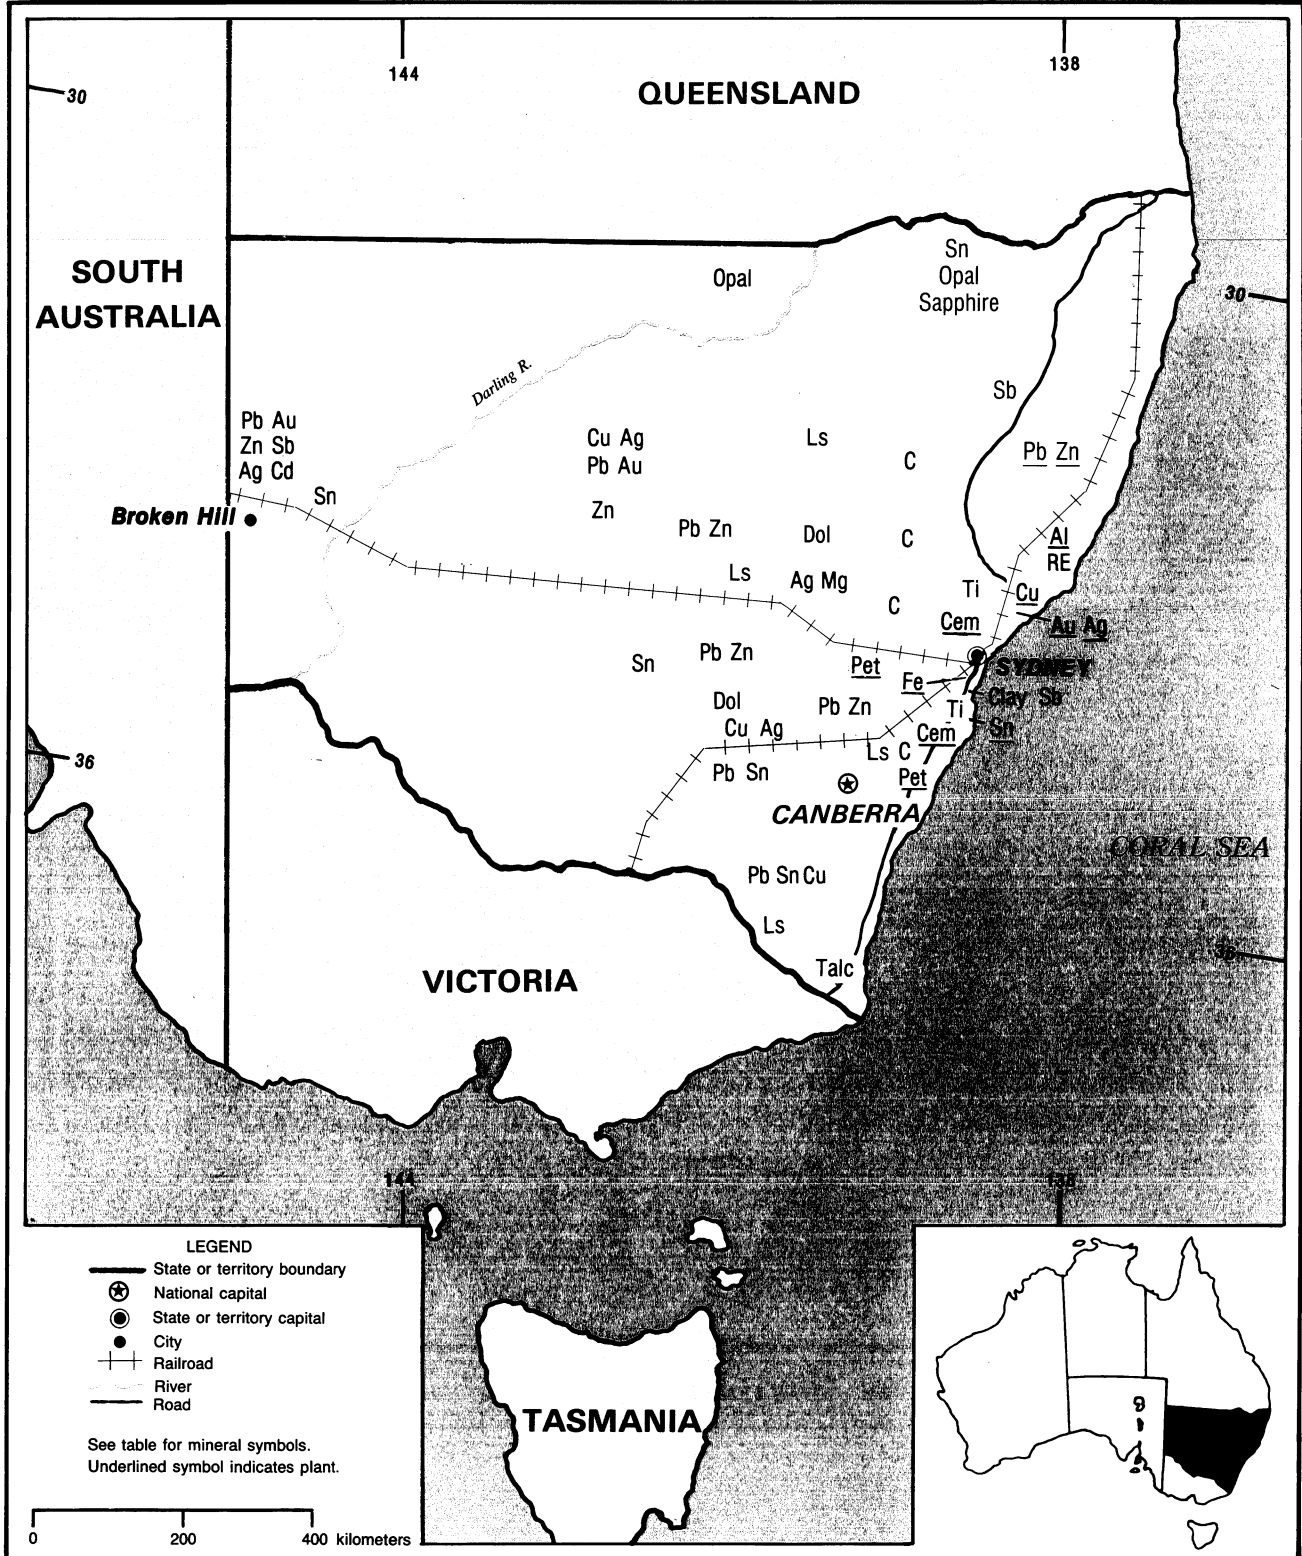 144
138
30
QUEENSLAND
SOUTH
AUSTRALIA
Sn
Opal
Sapphire
Opal
30
Darling R.
Sb
Pb Au
Zn Sb
Ag Cd
Cu Ag
Pb Au
Ls
C
Pb Zn
Sn
Broken Hill
Zn
Pb Zn
Dol
C
Al
RE
Ls
Ag Mg
C
Ti
Cu
Cem
Au Ag
Sn
Pb Zn
Pet
SYDNEY
Fe
Clay Sb
Dol
Pb Zn
Ti
Cu Ag
Cem
Sn
Ls C
36
Pb Sn
Pet
CANBERRA
CORAL SEA
Pb Sn Cu
Ls
36
Talc
VICTORIA
144
138
LEGEND
State or territory boundary
National capital
State or territory capital
City
Railroad
River
Road
See table for mineral symbols.
Underlined symbol indicates plant.
0 200 400 kilometers
TASMANIA